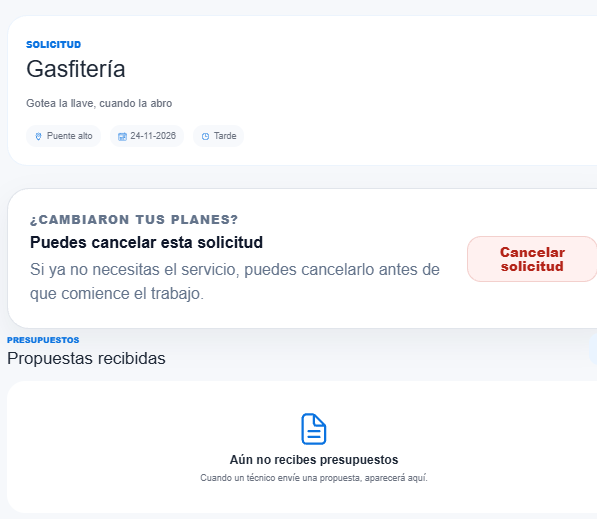 SOLICITUD
Gasfitería
Gotea la llave, cuando la abro
Puente alto
24-11-2026
Tarde
¿CAMBIARON TUS PLANES?
Puedes cancelar esta solicitud
Si ya no necesitas el servicio, puedes cancelarlo antes de
que comience el trabajo.
Cancelar
solicitud
PRESUPUESTOS
Propuestas recibidas
Aún no recibes presupuestos
Cuando un técnico envíe una propuesta, aparecerá aquí.